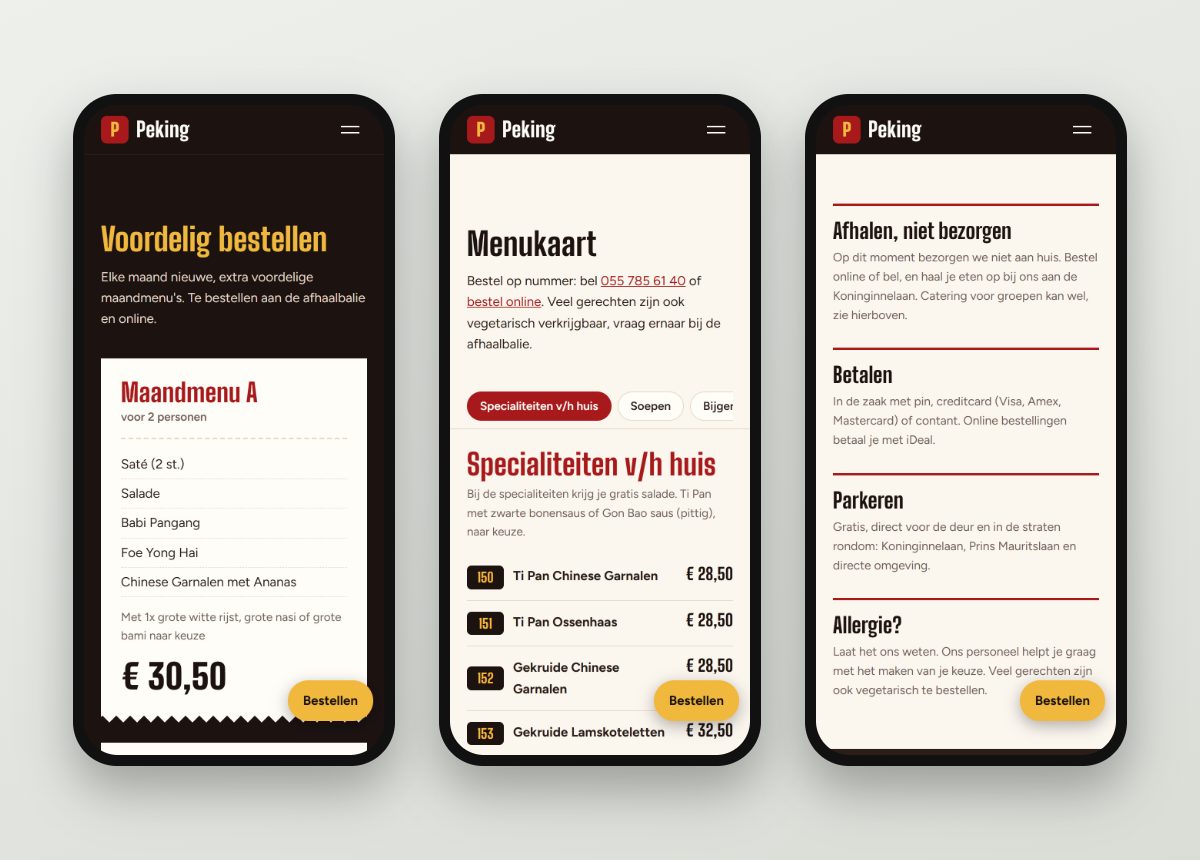 P Peking
Voordelig bestellen
Elke maand nieuwe, extra voordelige
maandmenu's. Te bestellen aan de afhaalbalie
en online.
Maandmenu A
voor 2 personen
Saté (2 st.)
Salade
Babi Pangang
Foe Yong Hai
Chinese Garnalen met Ananas
Met 1x grote witte rijst, grote nasi of grote
bami naar keuze
€ 30,50
Bestellen
P Peking
Menukaart
Bestel op nummer: bel 055 785 61 40 of
bestel online. Veel gerechten zijn ook
vegetarisch verkrijgbaar, vraag ernaar bij de
afhaalbalie.
Specialiteiten v/h huis Soepen Bijger
Specialiteiten v/h huis
Bij de specialiteiten krijg je gratis salade. Ti Pan
met zwarte bonensaus of Gon Bao saus (pittig),
naar keuze.
150 Ti Pan Chinese Garnalen € 28,50
151 Ti Pan Ossenhaas € 28,50
152 Gekruide Chinese € 28,50
Garnalen
Bestellen
153 Gekruide Lamskoteletten € 32,50
P Peking
Afhalen, niet bezorgen
Op dit moment bezorgen we niet aan huis. Bestel
online of bel, en haal je eten op bij ons aan de
Koninginnelaan. Catering voor groepen kan wel,
zie hierboven.
Betalen
In de zaak met pin, creditcard (Visa, Amex,
Mastercard) of contant. Online bestellingen
betaal je met iDeal.
Parkeren
Gratis, direct voor de deur en in de straten
rondom: Koninginnelaan, Prins Mauritslaan en
directe omgeving.
Allergie?
Laat het ons weten. Ons personeel helpt je graag
met het maken van je keuze. Veel gerechten zijn
ook vegetarisch te bestellen.
Bestellen